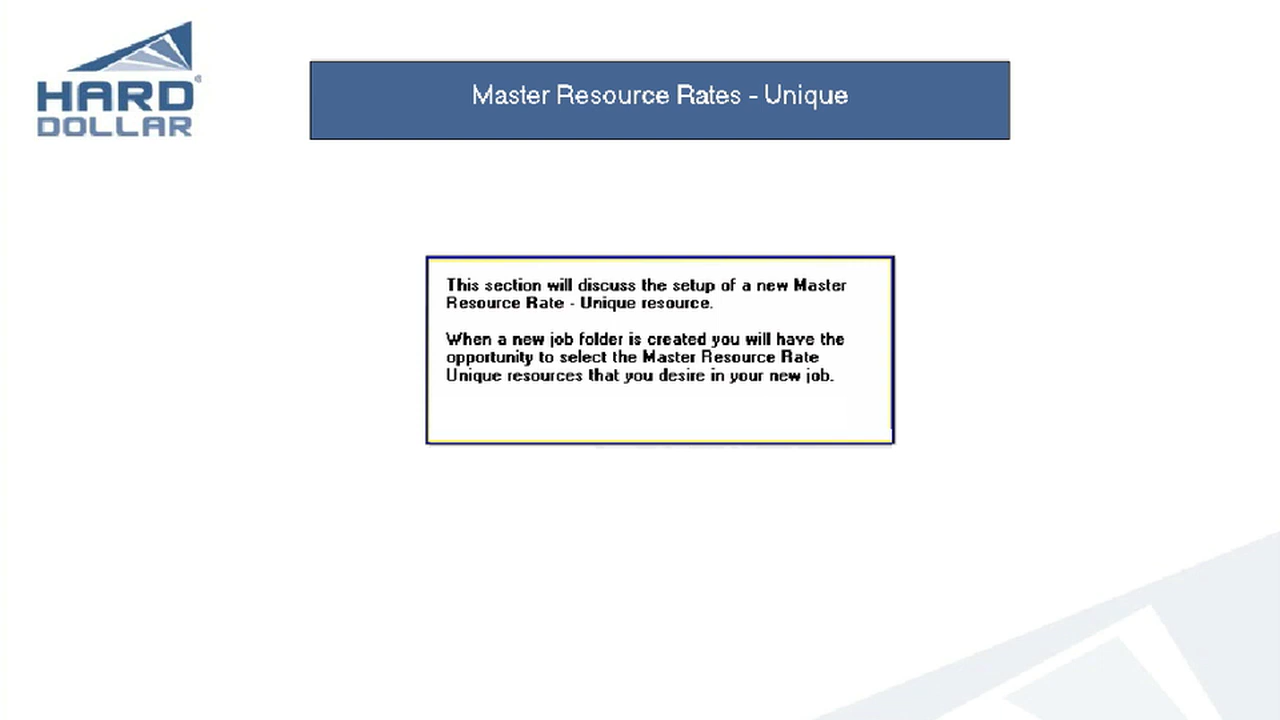 HARD
DOLLAR
®
Master Resource Rates - Unique
This section will discuss the setup of a new Master
Resource Rate - Unique resource.
When a new job folder is created you will have the
opportunity to select the Master Resource Rate
Unique resources that you desire in your new job.